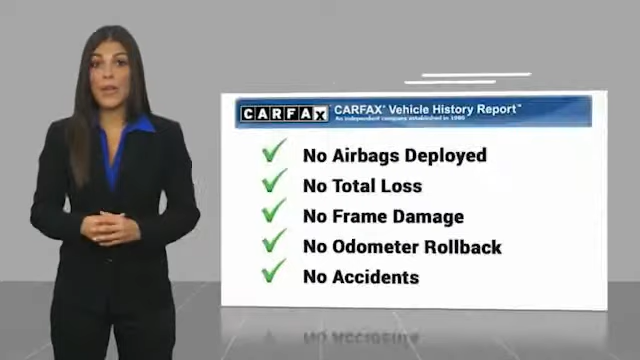 CARFAX CARFAX® Vehicle History Report™
An independent company established in 1986
No Airbags Deployed
No Total Loss
No Frame Damage
No Odometer Rollback
No Accidents